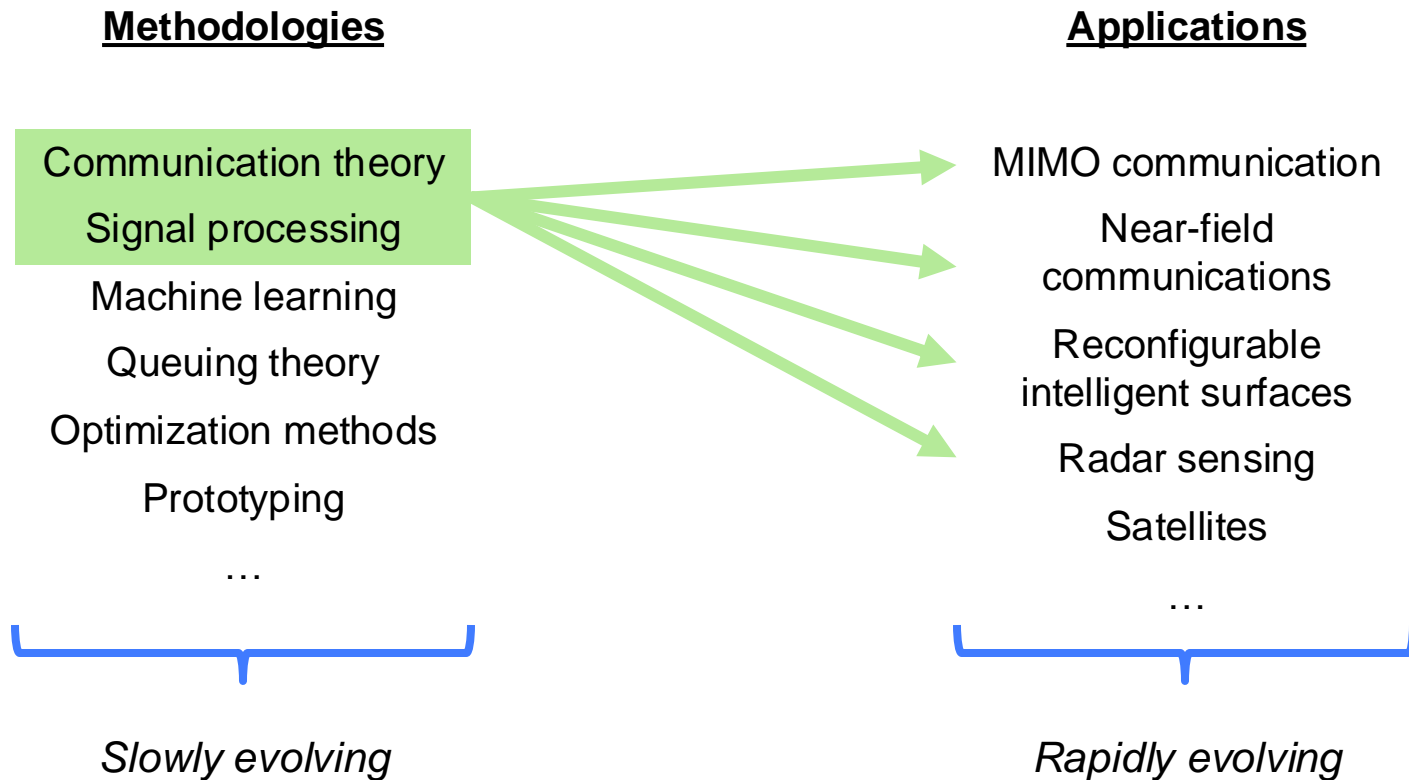 Methodologies
Communication theory
Signal processing
Machine learning
Queuing theory
Optimization methods
Prototyping
…
Slowly evolving
Applications
MIMO communication
Near-field
communications
Reconfigurable
intelligent surfaces
Radar sensing
Satellites
…
Rapidly evolving